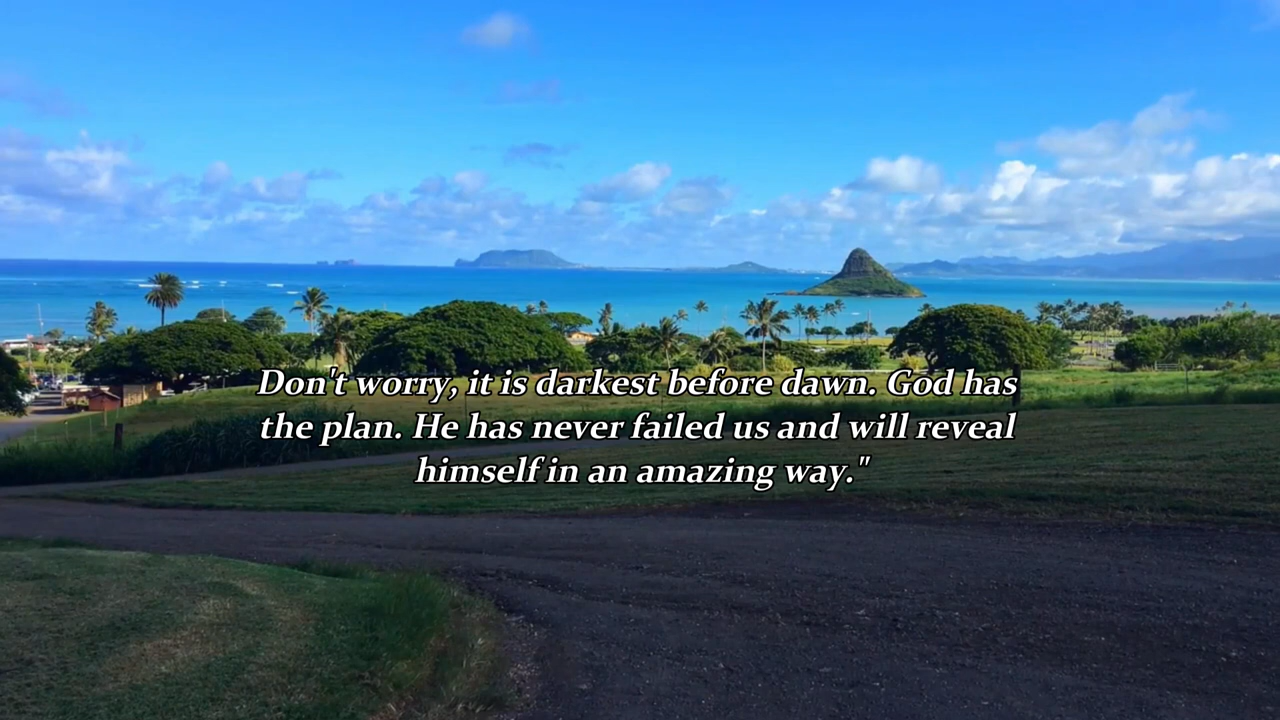 Don't worry, it is darkest before dawn. God has
the plan. He has never failed us and will reveal
himself in an amazing way."